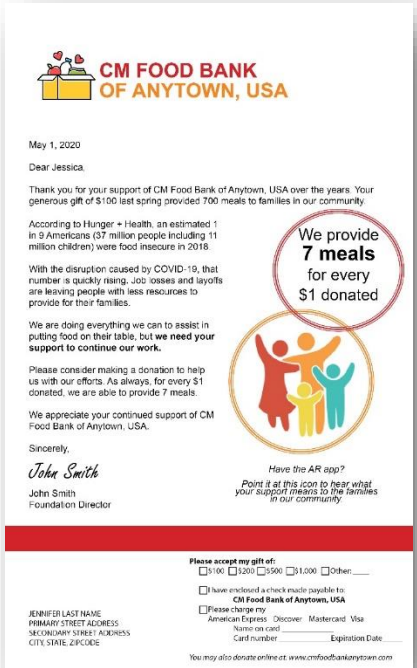 CM FOOD BANK
OF ANYTOWN, USA
May 1, 2020
Dear Jessica,
Thank you for your support of CM Food Bank of Anytown, USA over the years. Your
generous gift of $100 last spring provided 700 meals to families in our community.
According to Hunger + Health, an estimated 1
in 9 Americans (37 million people including 11
million children) were food insecure in 2018.
With the disruption caused by COVID-19, that
number is quickly rising. Job losses and layoffs
are leaving people with less resources to
provide for their families.
We are doing everything we can to assist in
putting food on their table, but we need your
support to continue our work.
Please consider making a donation to help
us with our efforts. As always, for every $1
donated, we are able to provide 7 meals.
We appreciate your continued support of CM
Food Bank of Anytown, USA.
Sincerely,
John Smith
John Smith
Foundation Director
We provide
7 meals
for every
$1 donated
Have the AR app?
Point it at this icon to hear what
your support means to the families
in our community
Please accept my gift of:
$100 $200 $500 $1,000 Other: ____
I have enclosed a check made payable to:
CM Food Bank of Anytown, USA
Please charge my
American Express Discover Mastercard Visa
Name on card
Card number Expiration Date
JENNIFER LAST NAME
PRIMARY STREET ADDRESS
SECONDARY STREET ADDRESS
CITY, STATE, ZIPCODE
You may also donate online at: www.cmfoodbankanytown.com